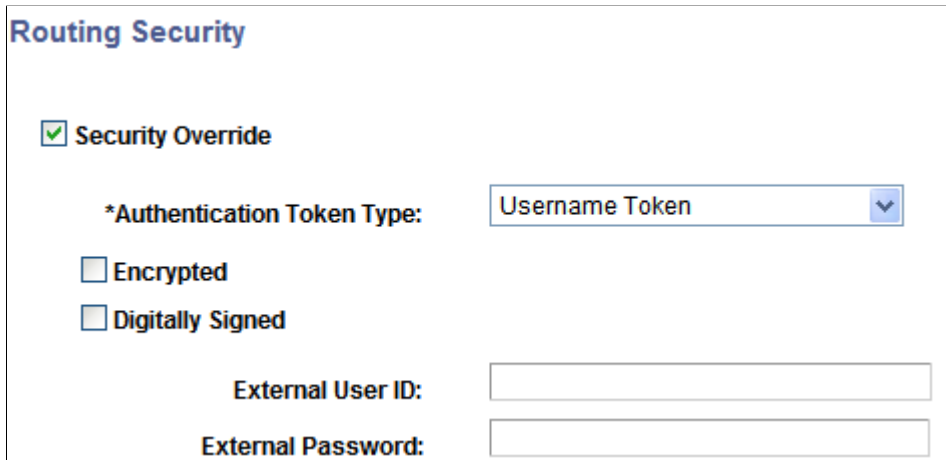 Routing Security
Security Override
*Authentication Token Type: Username Token
Encrypted
Digitally Signed
External User ID:
External Password: